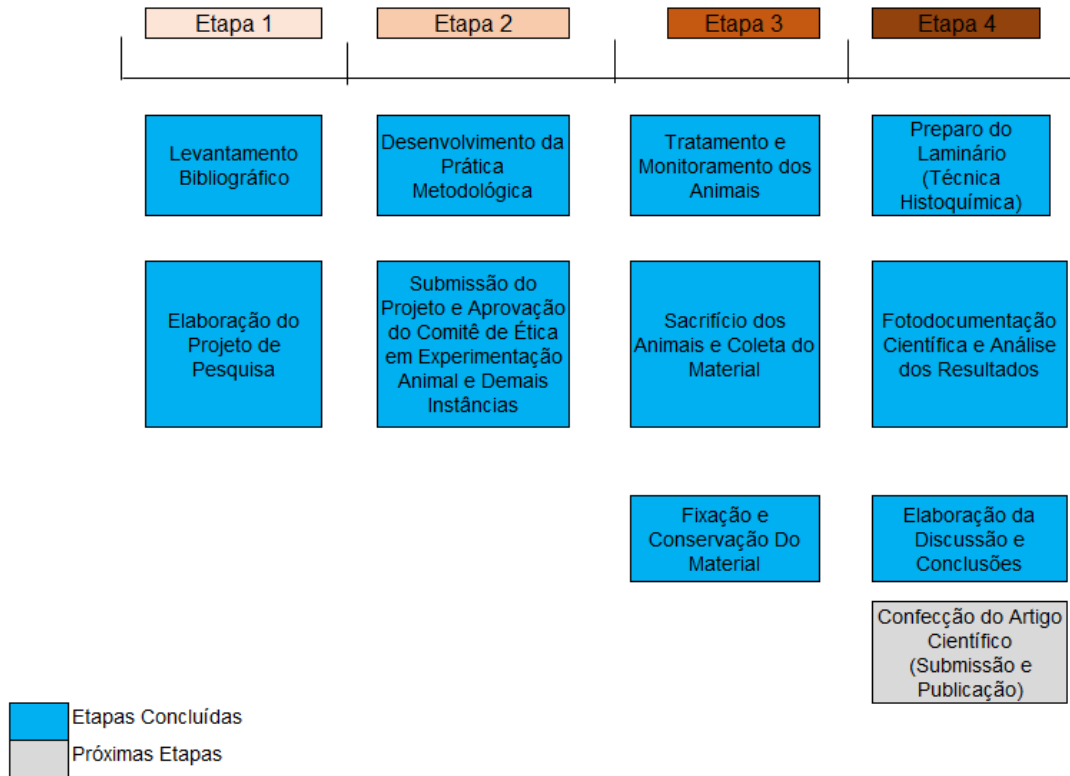 Etapa 1
Etapa 2
Etapa 3
Etapa 4
Levantamento
Bibliográfico
Desenvolvimento da
Prática
Metodológica
Tratamento e
Monitoramento dos
Animais
Preparo do
Laminário
(Técnica
Histoquímica)
Elaboração do
Projeto de
Pesquisa
Submissão do
Projeto e Aprovação
do Comitê de Ética
em Experimentação
Animal e Demais
Instâncias
Sacrifício dos
Animais e Coleta do
Material
Fotodocumentação
Científica e Análise
dos Resultados
Fixação e
Conservação Do
Material
Elaboração da
Discussão e
Conclusões
Confecção do Artigo
Científico
(Submissão e
Publicação)
Etapas Concluídas
Próximas Etapas